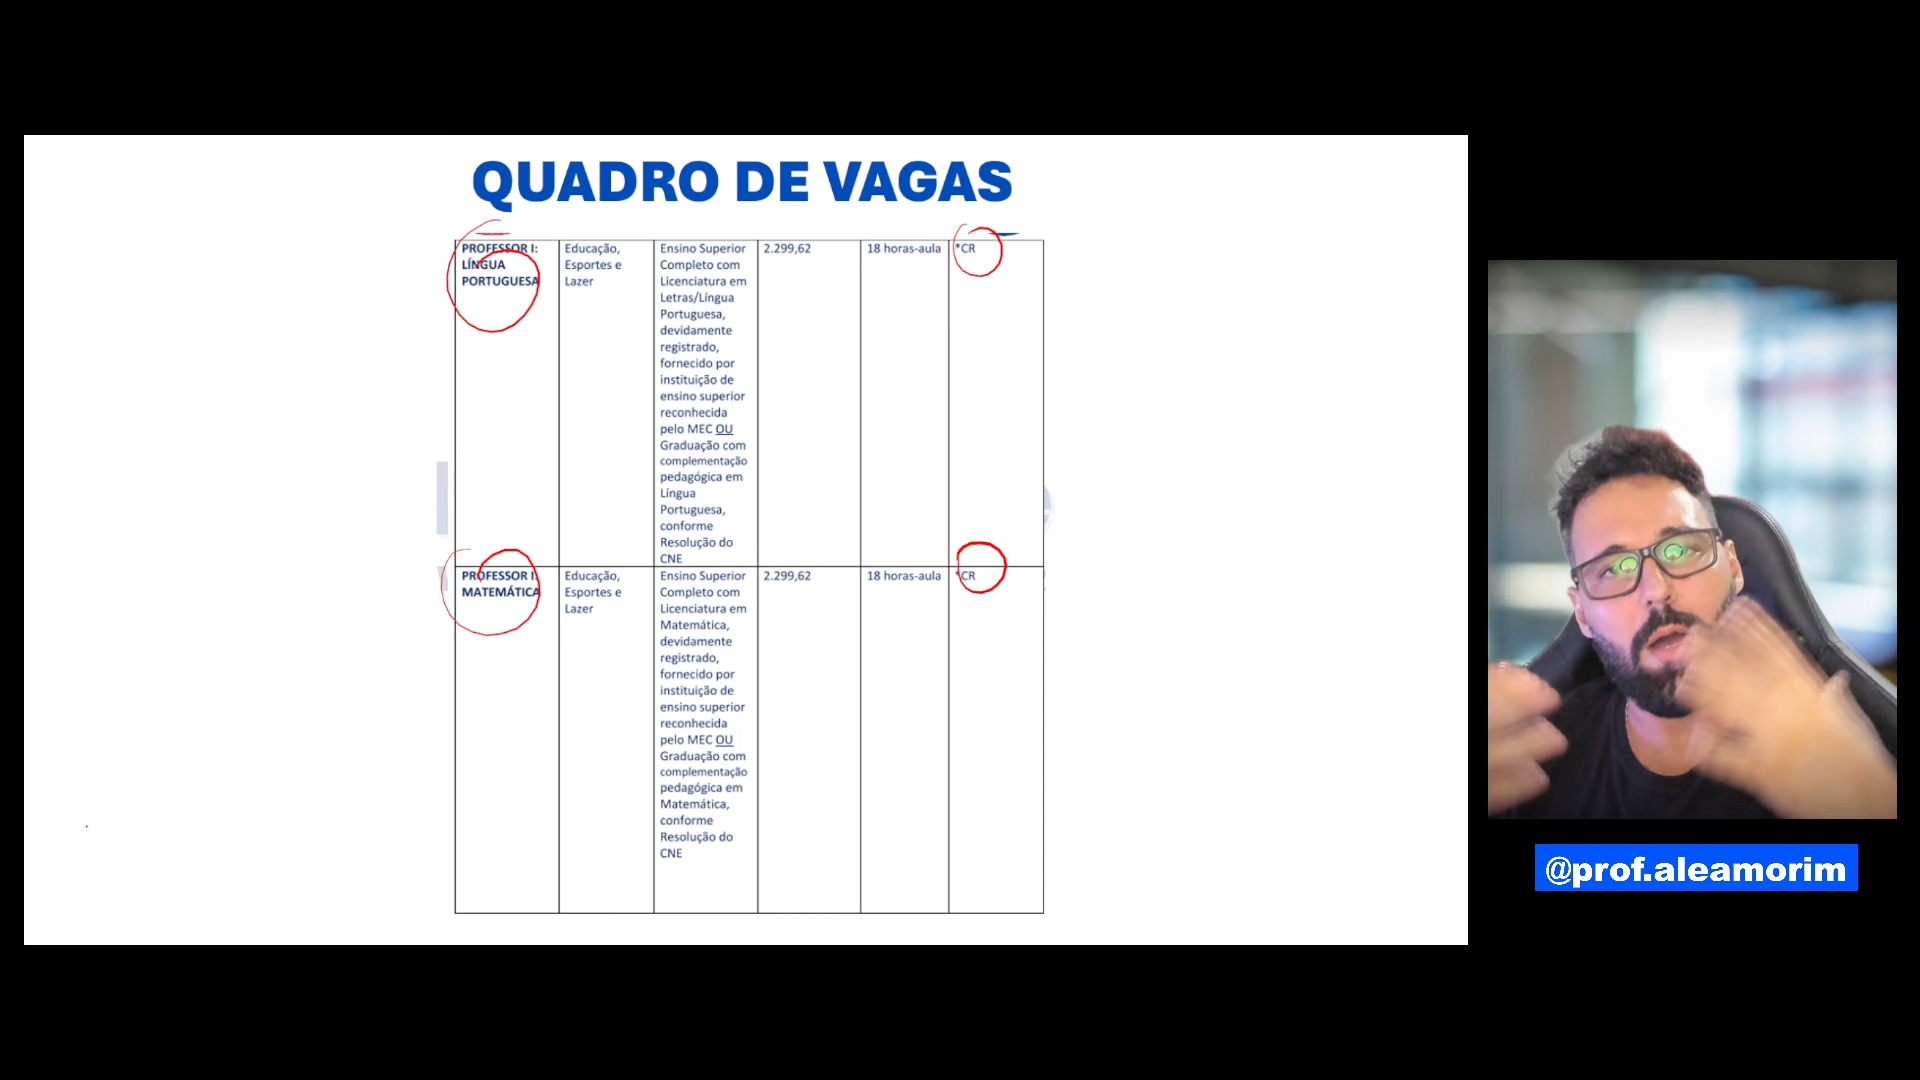 QUADRO DE VAGAS
PROFESSOR I:
LÍNGUA
PORTUGUESA
Educação,
Esportes e
Lazer
Ensino Superior
Completo com
Licenciatura em
Letras/Língua
Portuguesa,
devidamente
registrado,
fornecido por
instituição de
ensino superior
reconhecida
pelo MEC OU
Graduação com
complementação
pedagógica em
Língua
Portuguesa,
conforme
Resolução do
CNE
2.299,62
18 horas-aula
*CR
PROFESSOR I:
MATEMÁTICA
Educação,
Esportes e
Lazer
Ensino Superior
Completo com
Licenciatura em
Matemática,
devidamente
registrado,
fornecido por
instituição de
ensino superior
reconhecida
pelo MEC OU
Graduação com
complementação
pedagógica em
Matemática,
conforme
Resolução do
CNE
2.299,62
18 horas-aula
*CR
@prof.aleamorim